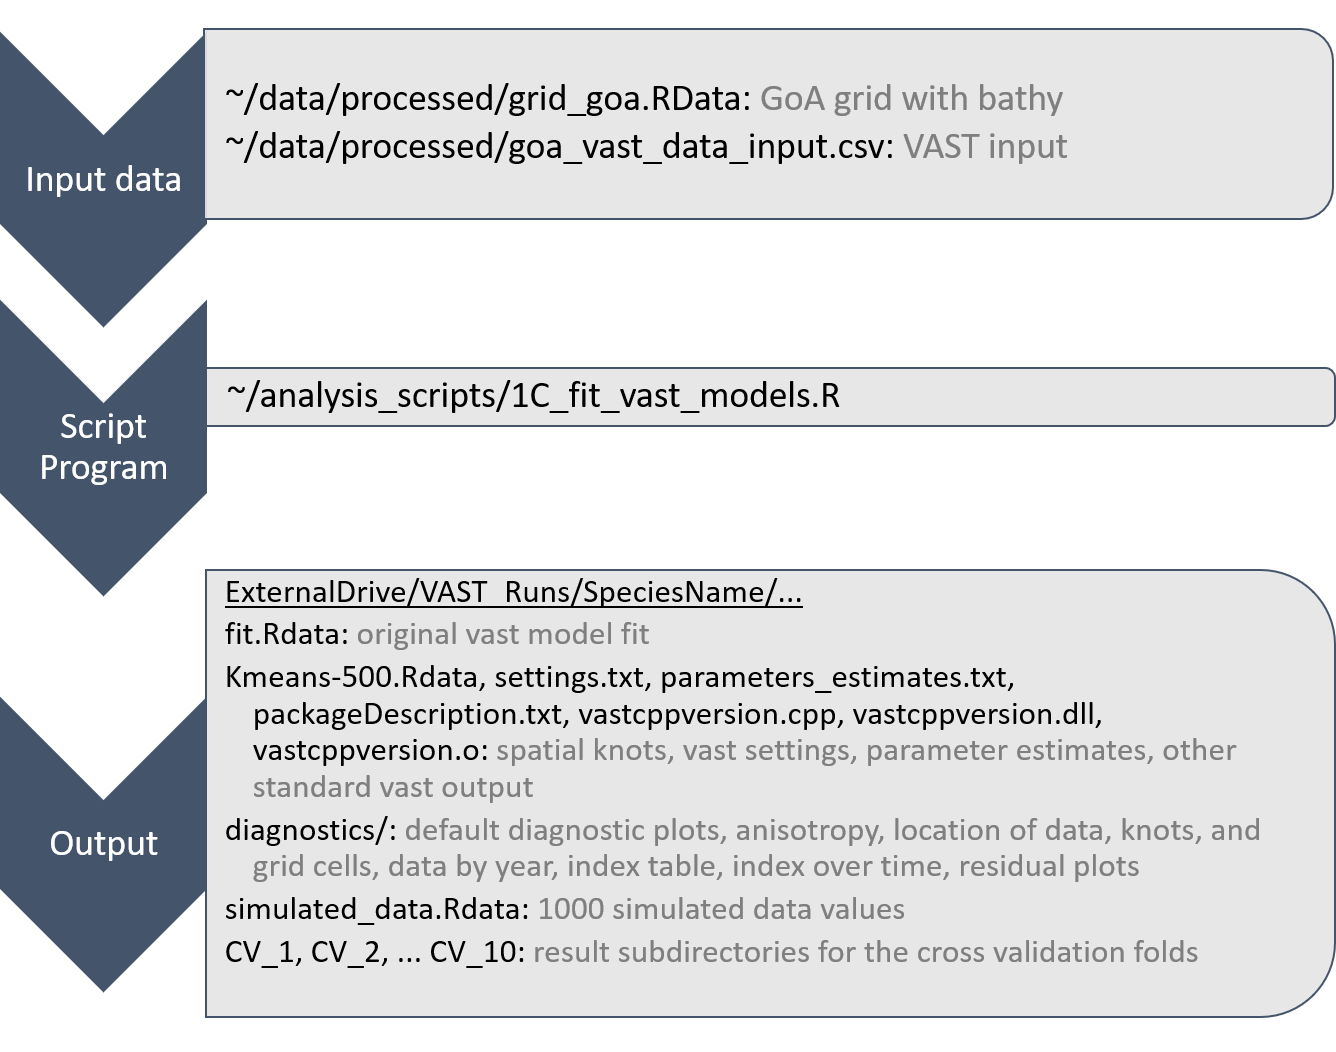 Input data
~/data/processed/grid_goa.RData: GoA grid with bathy
~/data/processed/goa_vast_data_input.csv: VAST input
Script
Program
~/analysis_scripts/1C_fit_vast_models.R
Output
ExternalDrive/VAST_Runs/SpeciesName/...
fit.Rdata: original vast model fit
Kmeans-500.Rdata, settings.txt, parameters_estimates.txt,
packageDescription.txt, vastcppversion.cpp, vastcppversion.dll,
vastcppversion.o: spatial knots, vast settings, parameter estimates, other
standard vast output
diagnostics/: default diagnostic plots, anisotropy, location of data, knots, and
grid cells, data by year, index table, index over time, residual plots
simulated_data.Rdata: 1000 simulated data values
CV_1, CV_2, ... CV_10: result subdirectories for the cross validation folds